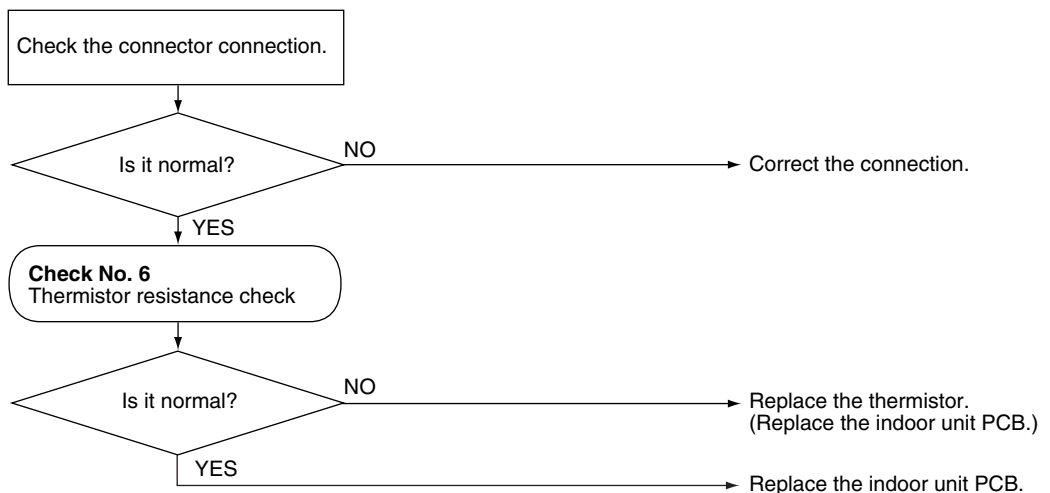 Check the connector connection.
Is it normal?
NO
Correct the connection.
YES
Check No. 6
Thermistor resistance check
Is it normal?
NO
Replace the thermistor.
(Replace the indoor unit PCB.)
YES
Replace the indoor unit PCB.